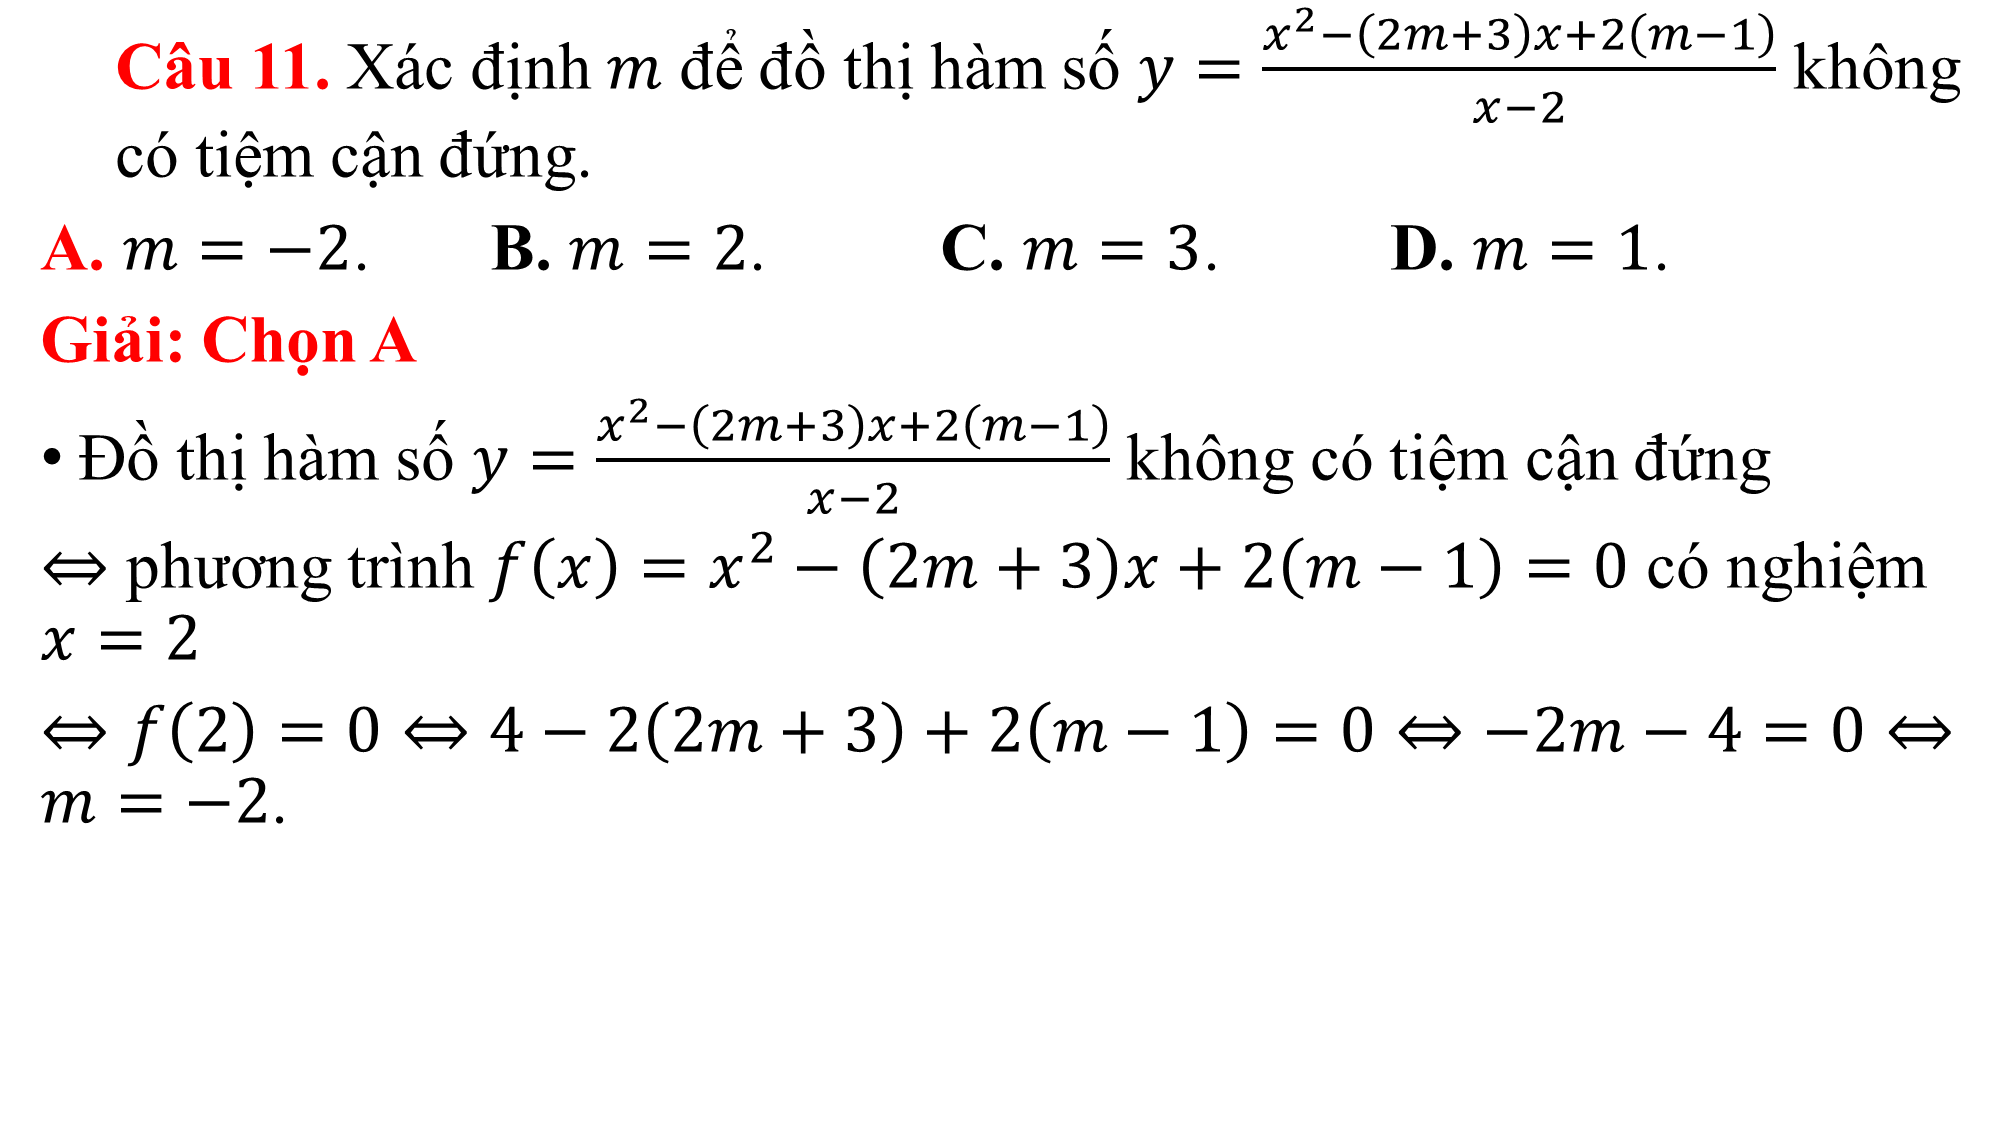 Câu 11. Xác định 𝑚 để đồ thị hàm số 𝑦 = (𝑥²−(2𝑚+3)𝑥+2(𝑚−1))/(𝑥−2) không
có tiệm cận đứng.
A. 𝑚 = −2. B. 𝑚 = 2. C. 𝑚 = 3. D. 𝑚 = 1.
Giải: Chọn A
• Đồ thị hàm số 𝑦 = (𝑥²−(2𝑚+3)𝑥+2(𝑚−1))/(𝑥−2) không có tiệm cận đứng
⇔ phương trình 𝑓(𝑥) = 𝑥² − (2𝑚 + 3)𝑥 + 2(𝑚 − 1) = 0 có nghiệm
𝑥 = 2
⇔ 𝑓(2) = 0 ⇔ 4 − 2(2𝑚 + 3) + 2(𝑚 − 1) = 0 ⇔ −2𝑚 − 4 = 0 ⇔
𝑚 = −2.